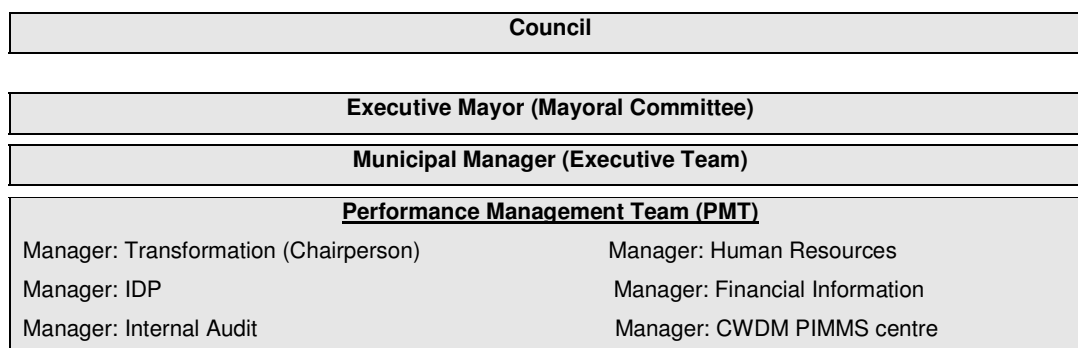 Council
Executive Mayor (Mayoral Committee)
Municipal Manager (Executive Team)
Performance Management Team (PMT)
Manager: Transformation (Chairperson) Manager: Human Resources
Manager: IDP Manager: Financial Information
Manager: Internal Audit Manager: CWDM PIMMS centre